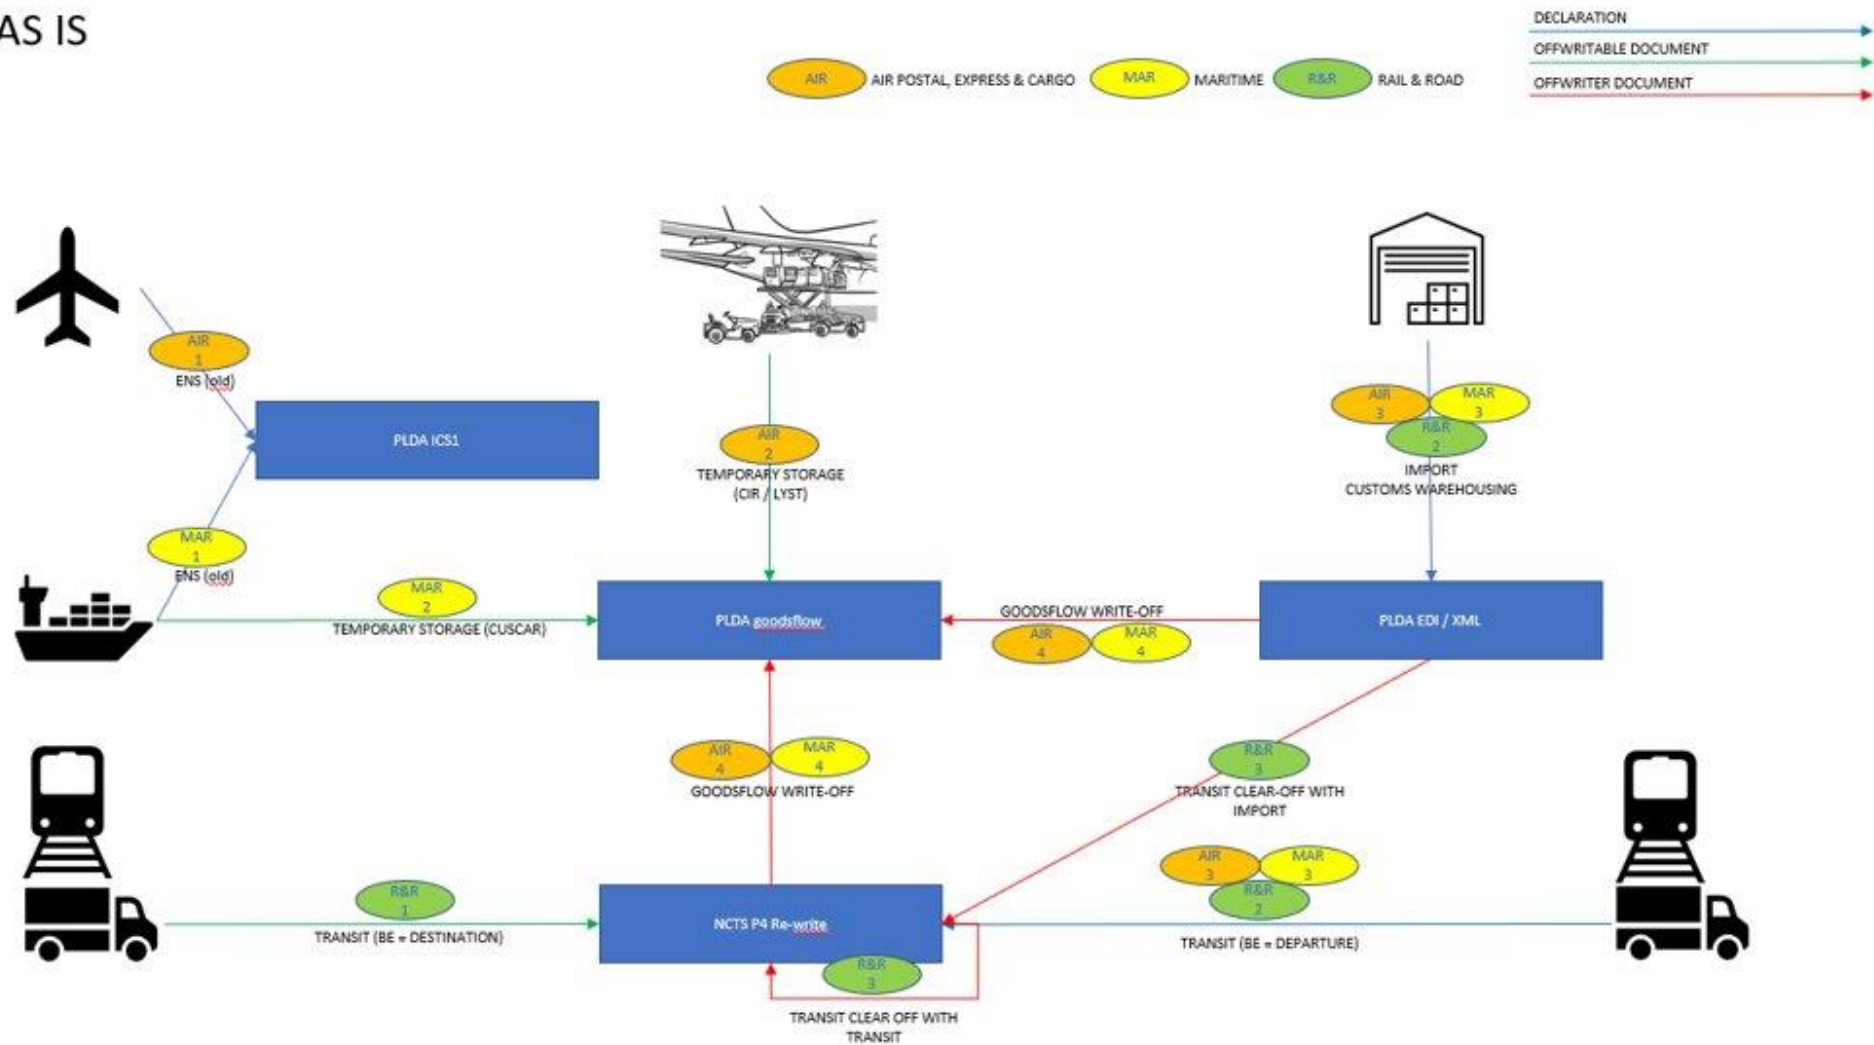 AS IS
DECLARATION
OFFWRITABLE DOCUMENT
OFFWRITER DOCUMENT
AIR
AIR POSTAL, EXPRESS & CARGO
MAR
MARITIME
R&R
RAIL & ROAD
AIR
1
ENS (old)
PLDA ICS1
MAR
1
ENS (old)
AIR
2
TEMPORARY STORAGE
(CIR / LYST)
AIR
3
MAR
3
R&R
2
IMPORT
CUSTOMS WAREHOUSING
MAR
2
TEMPORARY STORAGE (CUSCAR)
PLDA goodsflow
GOODSFLOW WRITE-OFF
AIR
4
MAR
4
PLDA EDI / XML
AIR
4
MAR
4
GOODSFLOW WRITE-OFF
R&R
3
TRANSIT CLEAR-OFF WITH
IMPORT
R&R
1
TRANSIT (BE = DESTINATION)
NCTS P4 Re-write
AIR
3
MAR
3
R&R
2
TRANSIT (BE = DEPARTURE)
R&R
3
TRANSIT CLEAR OFF WITH
TRANSIT